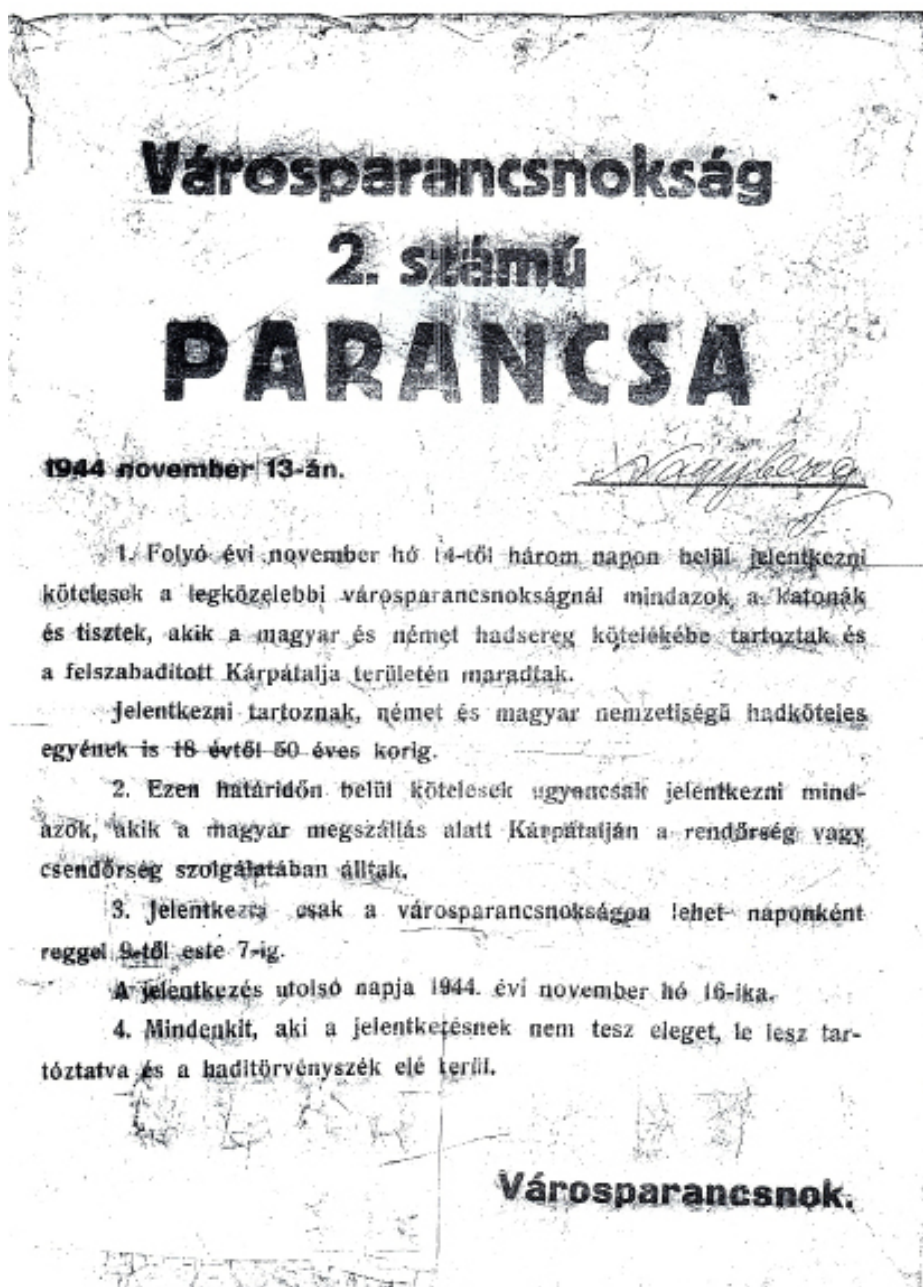 Városparancsnokság
2. számú
PARANCSA
1944 november 13-án.
Nagybereg
1. Folyó évi november hó 14-től három napon belül jelentkezni
kötelesek a legközelebbi városparancsnokságnál mindazok a katonák
és tisztek, akik a magyar és német hadsereg kötelékébe tartoztak és
a felszabadított Kárpátalja területén maradtak.
Jelentkezni tartoznak, német és magyar nemzetiségű hadköteles
egyének is 18 évtől 50 éves korig.
2. Ezen határidőn belül kötelesek ugyancsak jelentkezni mind-
azok, akik a magyar megszállás alatt Kárpátalján a rendőrség vagy
csendőrség szolgálatában álltak.
3. Jelentkezni csak a városparancsnokságon lehet naponként
reggel 9-től este 7-ig.
A jelentkezés utolsó napja 1944. évi november hó 16-ika.
4. Mindenkit, aki a jelentketésnek nem tesz eleget, le lesz tar-
tóztatva és a haditörvényszék elé terül.
Városparancsnok.